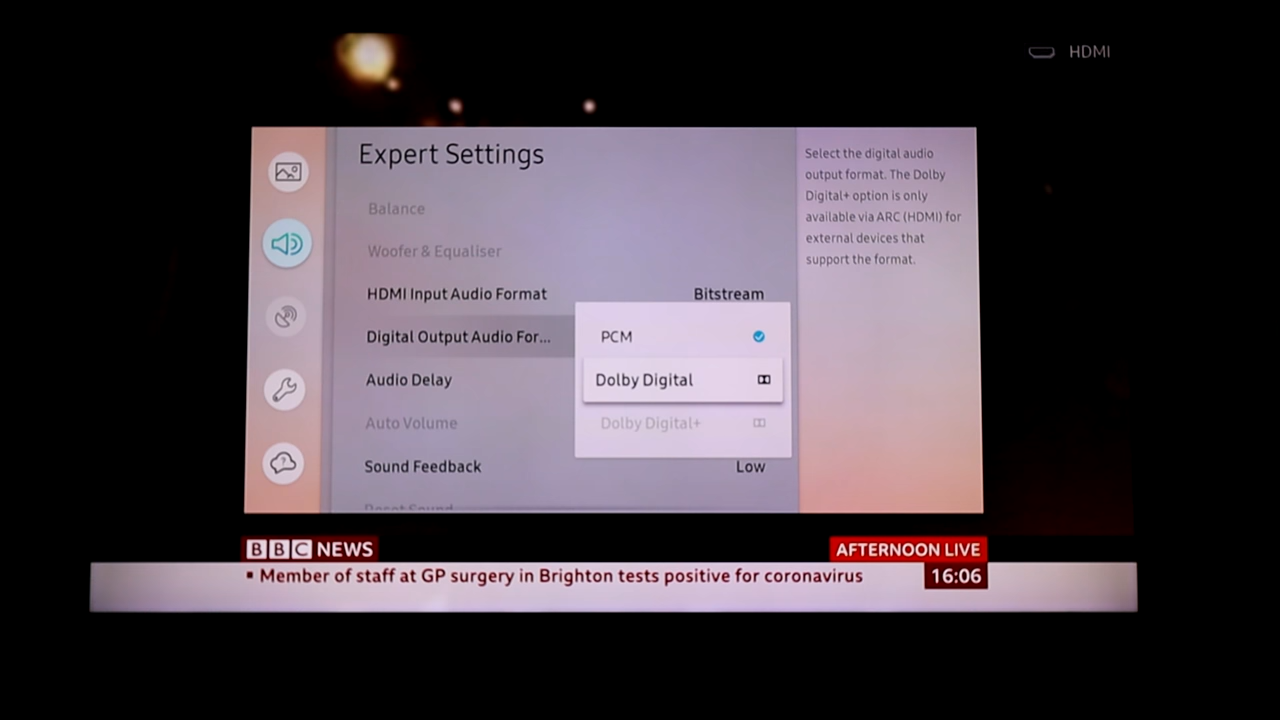 HDMI
Expert Settings
Balance
Woofer & Equaliser
HDMI Input Audio Format
Bitstream
Digital Output Audio For...
PCM
Dolby Digital
Dolby Digital+
Audio Delay
Auto Volume
Sound Feedback
Low
Reset Sound
Select the digital audio
output format. The Dolby
Digital+ option is only
available via ARC (HDMI) for
external devices that
support the format.
BBC NEWS
AFTERNOON LIVE
Member of staff at GP surgery in Brighton tests positive for coronavirus
16:06